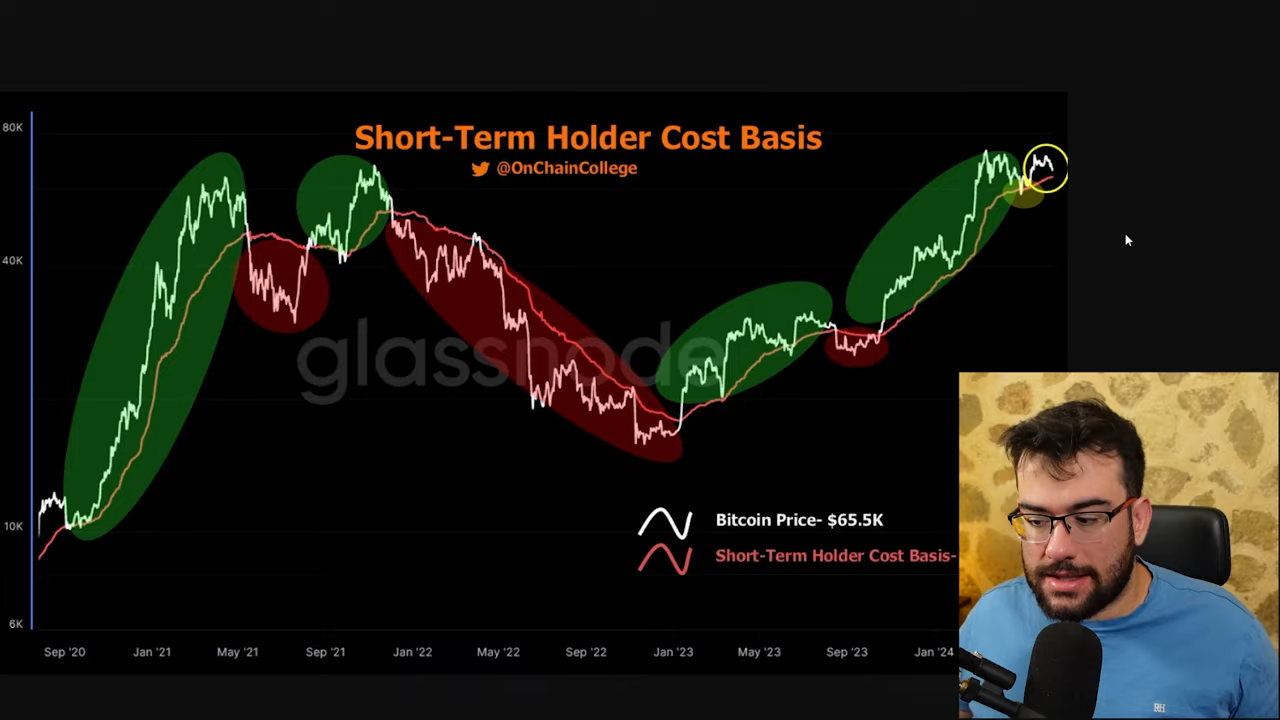 Short-Term Holder Cost Basis
@OnChainCollege
80K
40K
10K
6K
glassnode
Bitcoin Price- $65.5K
Short-Term Holder Cost Basis-
Sep '20 Jan '21 May '21 Sep '21 Jan '22 May '22 Sep '22 Jan '23 May '23 Sep '23 Jan '24
RH